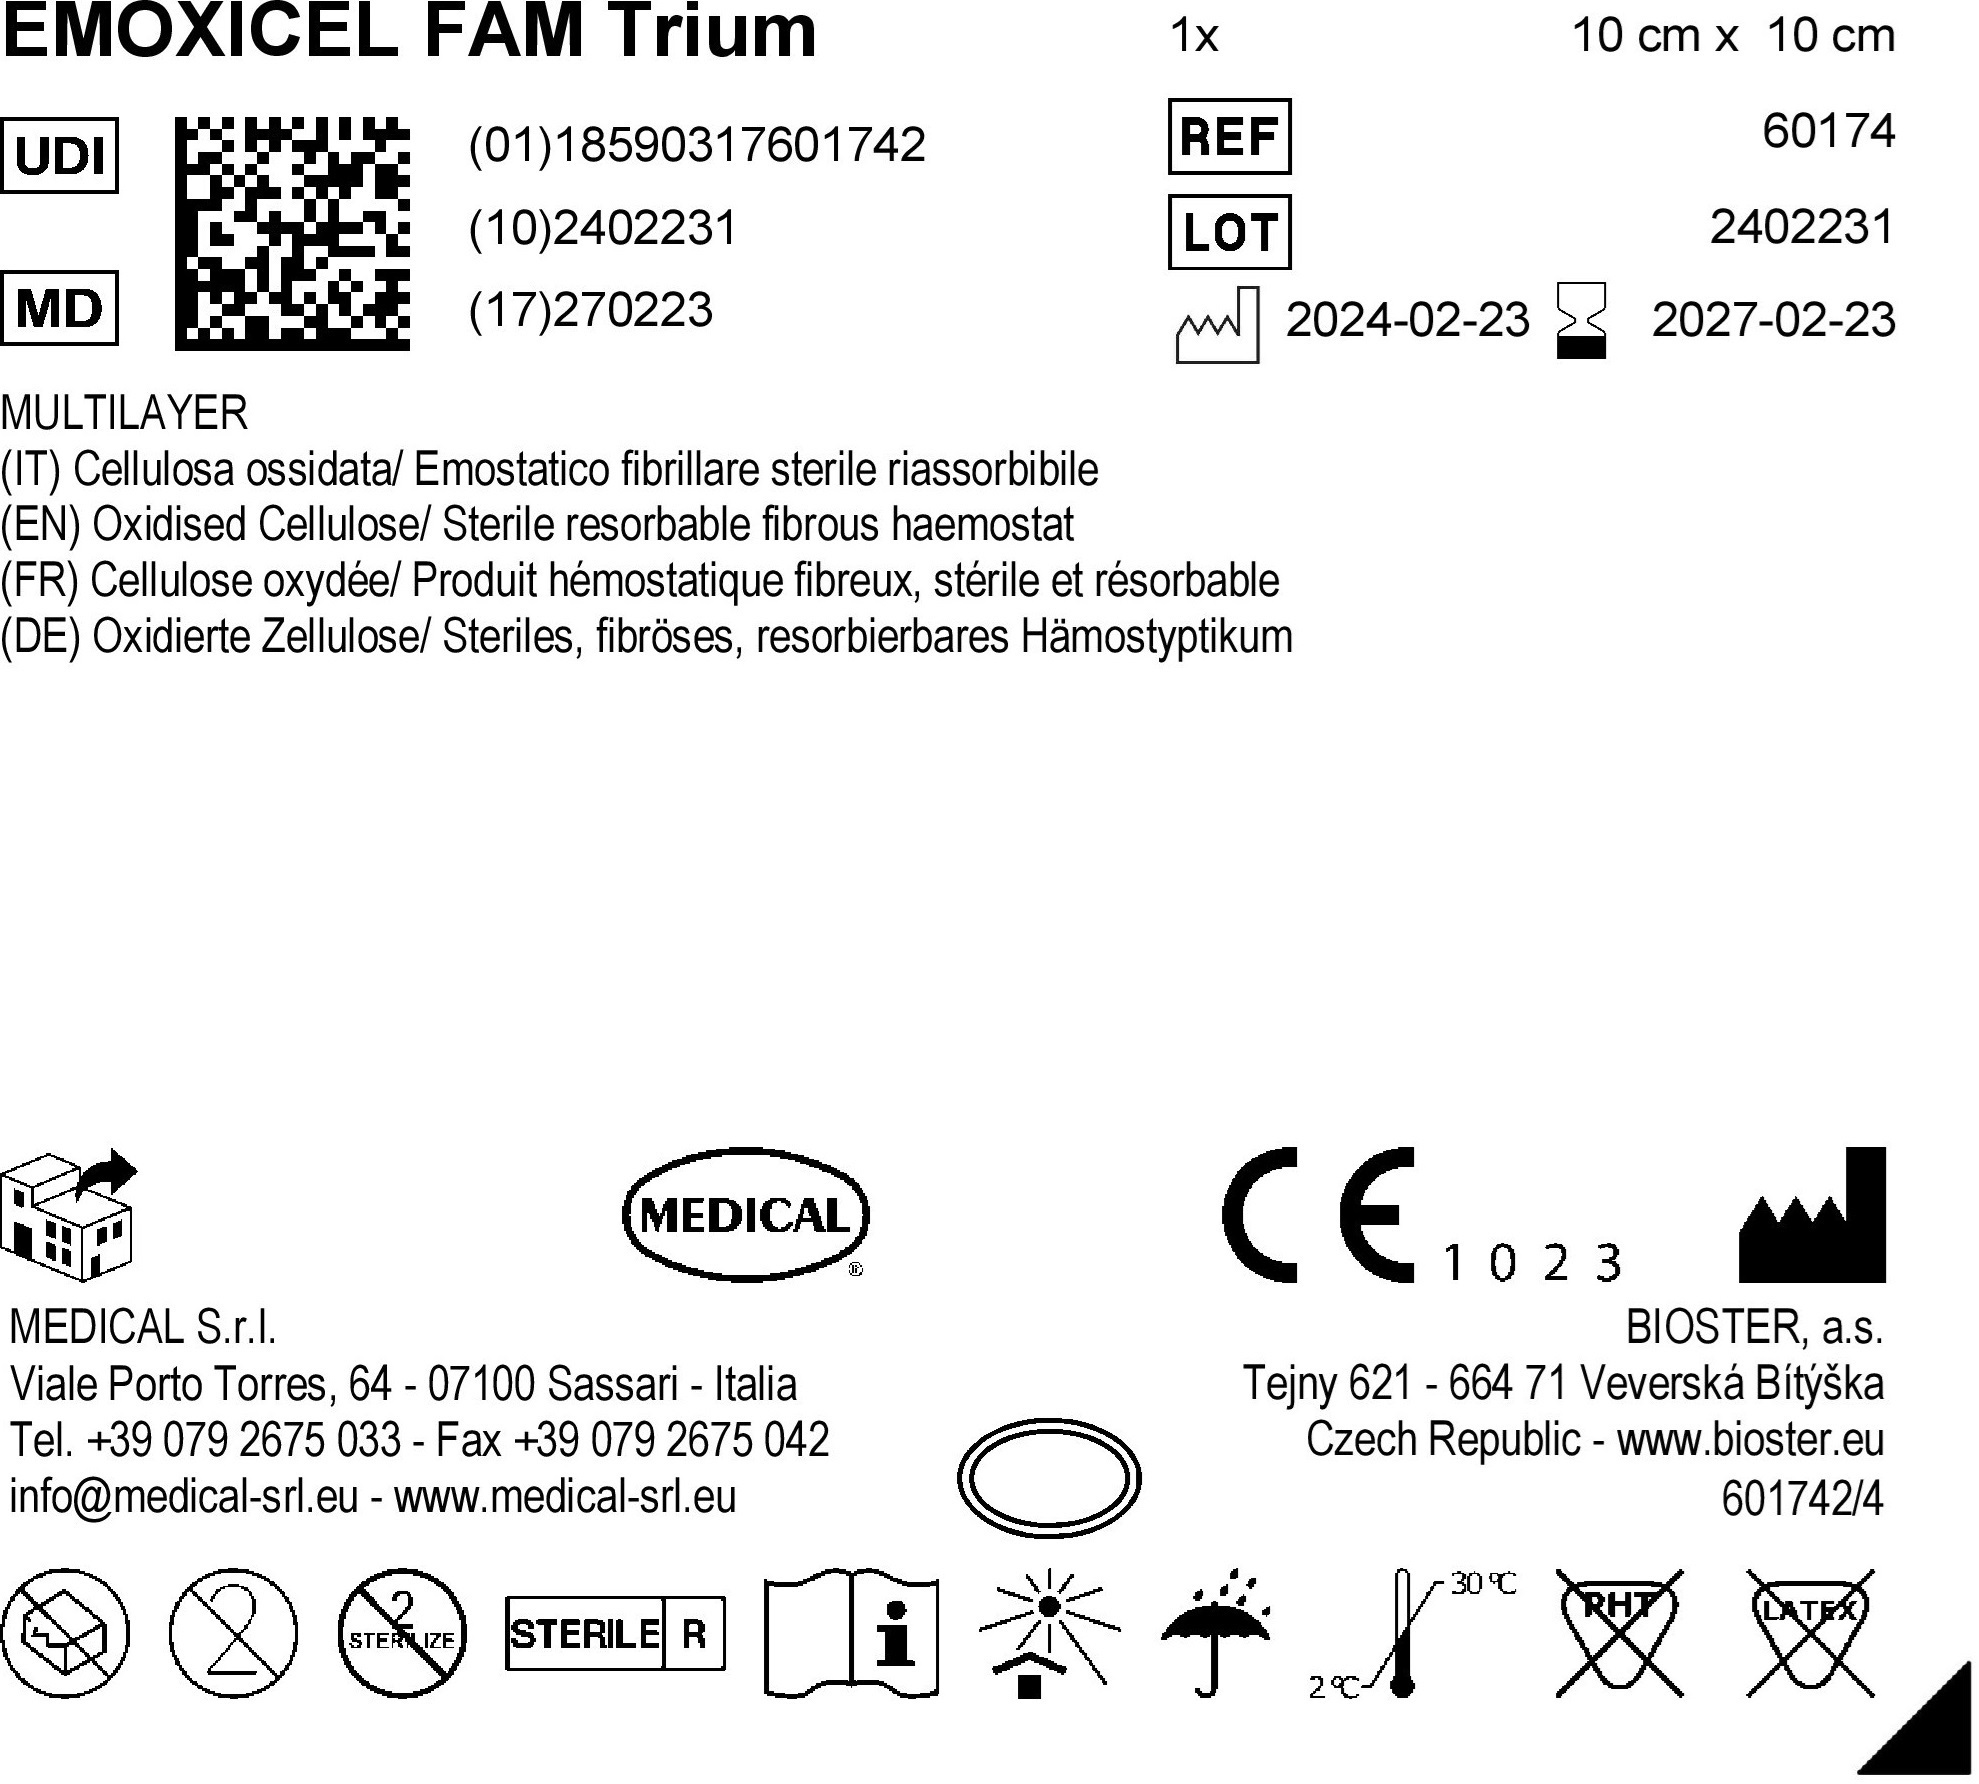 EMOXICEL FAM Trium 1x 10 cm x 10 cm
UDI (01)18590317601742 REF 60174
(10)2402231 LOT 2402231
MD (17)270223 2024-02-23 2027-02-23
MULTILAYER
(IT) Cellulosa ossidata/ Emostatico fibrillare sterile riassorbibile
(EN) Oxidised Cellulose/ Sterile resorbable fibrous haemostat
(FR) Cellulose oxydée/ Produit hémostatique fibreux, stérile et résorbable
(DE) Oxidierte Zellulose/ Steriles, fibröses, resorbierbares Hämostyptikum
MEDICAL ® CE 1023
MEDICAL S.r.l.
Viale Porto Torres, 64 - 07100 Sassari - Italia
Tel. +39 079 2675 033 - Fax +39 079 2675 042
info@medical-srl.eu - www.medical-srl.eu
BIOSTER, a.s.
Tejny 621 - 664 71 Veverská Bítýška
Czech Republic - www.bioster.eu
601742/4
2 2 STERILIZE STERILE R i 2 °C 30 °C PHT LATEX